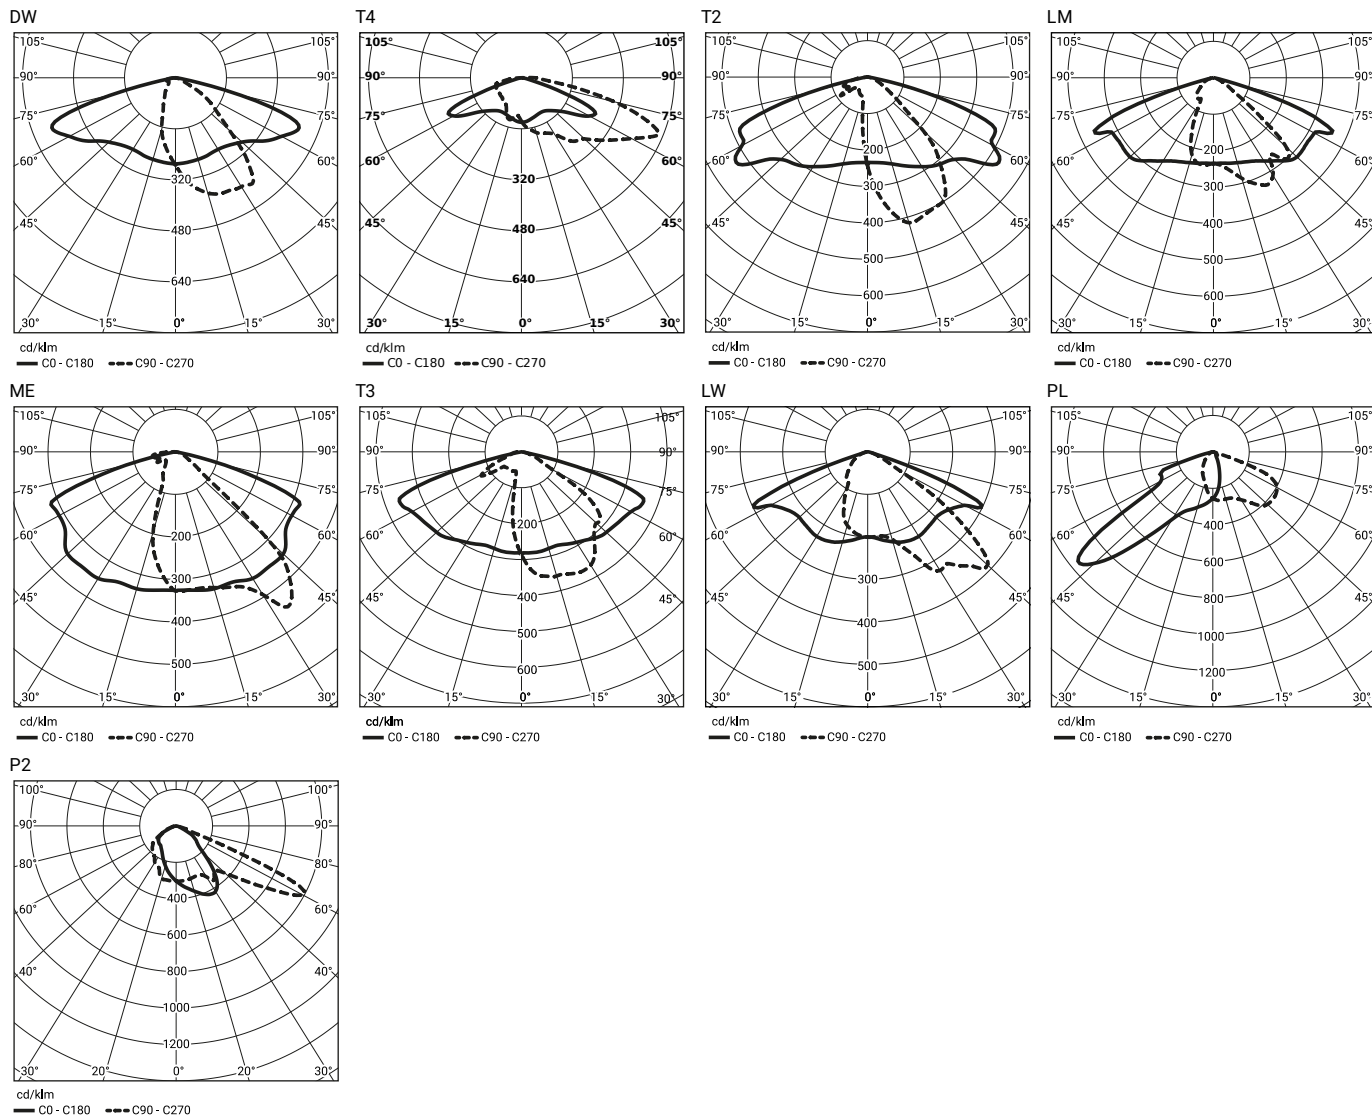 DW
105° 105°
90° 90°
75° 75°
60° 60°
320
45° 480 45°
640
30° 15° 0° 15° 30°
cd/klm
C0 - C180 C90 - C270
T4
105° 105°
90° 90°
75° 75°
60° 60°
320
45° 480 45°
640
30° 15° 0° 15° 30°
cd/klm
C0 - C180 C90 - C270
T2
105° 105°
90° 90°
75° 75°
200
60° 60°
300
45° 400 45°
500
600
30° 15° 0° 15° 30°
cd/klm
C0 - C180 C90 - C270
LM
105° 105°
90° 90°
75° 75°
200
60° 60°
300
45° 400 45°
500
600
30° 15° 0° 15° 30°
cd/klm
C0 - C180 C90 - C270
ME
105° 105°
90° 90°
75° 75°
60° 200 60°
300
45° 45°
400
500
30° 15° 0° 15° 30°
cd/klm
C0 - C180 C90 - C270
T3
105° 105°
90° 90°
75° 5°
200
60° 60°
400
45° 45°
500
600
30° 15° 0° 15° 30°
cd/klm
C0 - C180 C90 - C270
LW
105° 105°
90° 90°
75° 75°
60° 60°
300
45° 45°
400
500
30° 15° 0° 15° 30°
cd/klm
C0 - C180 C90 - C270
PL
105° 105°
90° 90°
75° 75°
400
60° 60°
600
45° 800 45°
1000
1200
30° 15° 0° 15° 30°
cd/klm
C0 - C180 C90 - C270
P2
100° 100°
90° 90°
80° 80°
400
60° 60°
600
40° 800 40°
1000
1200
20° 0° 20°
cd/klm
C0 - C180 C90 - C270